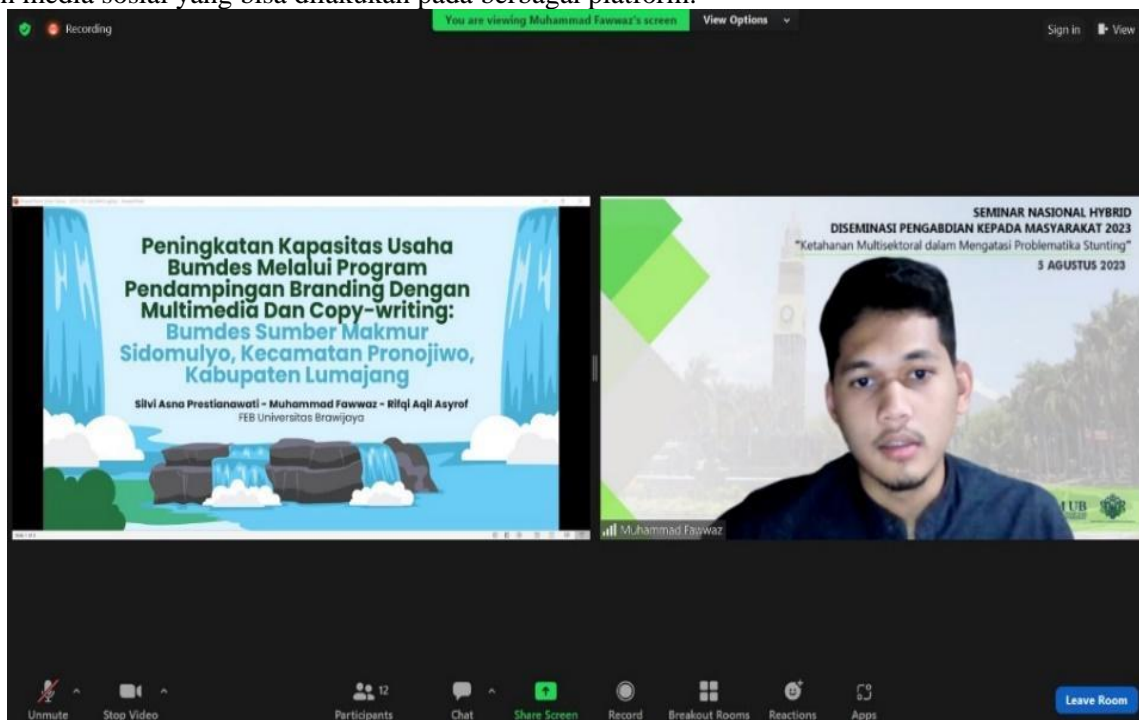 media sosial yang bisa dilakukan pada berbagai platform.
Recording
You are viewing Muhammad Fawwaz's screen
View Options
Sign in
View
Peningkatan Kapasitas Usaha
Bumdes Melalui Program
Pendampingan Branding Dengan
Multimedia Dan Copy-writing:
Bumdes Sumber Makmur
Sidomulyo, Kecamatan Pronojiwo,
Kabupaten Lumajang
Silvi Asna Prestianawati - Muhammad Fawwaz - Rifqi Aqil Asyrof
FEB Universitas Brawijaya
SEMINAR NASIONAL HYBRID
DISEMINASI PENGABDIAN KEPADA MASYARAKAT 2023
"Ketahanan Multisektoral dalam Mengatasi Problematika Stunting"
5 AGUSTUS 2023
UB
Muhammad Fawwaz
Unmute
Stop Video
12
Participants
Chat
Share Screen
Record
Breakout Rooms
Reactions
Apps
Leave Room